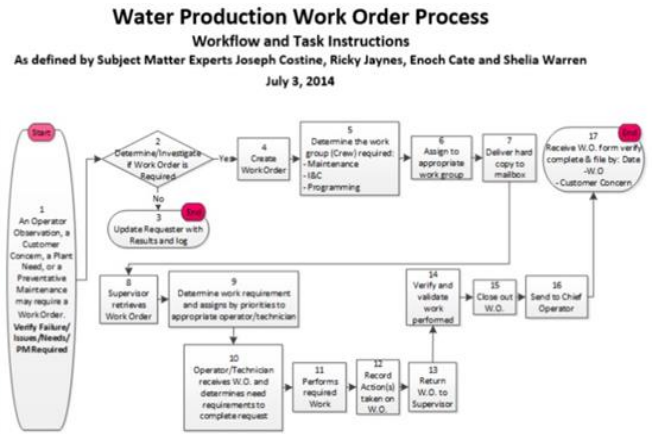 Water Production Work Order Process
Workflow and Task Instructions
As defined by Subject Matter Experts Joseph Costine, Ricky Jaynes, Enoch Cate and Shelia Warren
July 3, 2014
Start
1
An Operator
Observation, a
Customer
Concern, a Plant
Need, or a
Preventative
Maintenance
may require a
WorkOrder.
Verify Failure/
Issues/Needs/
PM Required
2
Determine/Investigate
if Work Order is
Required
Yes
No
End
3
Update Requester with
Results and log
4
Create
WorkOrder
5
Determine the work
group (Crew) required:
- Maintenance
- I&C
- Programming
6
Assign to
appropriate
work group
7
Deliver hard
copy to
mailbox
8
Supervisor
retrieves
Work Order
9
Determine work requirement
and assigns by priorities to
appropriate operator/technician
10
Operator/Technician
receives W.O. and
determines need
requirements to
complete request
11
Performs
required
Work
12
Record
Action(s)
taken on
W.O.
13
Return
W.O. to
Supervisor
14
Verify and
validate
work
performed
15
Close out
W.O.
16
Send to Chief
Operator
End
17
Receive W.O. form verify
complete & file by: Date
-W.O
- Customer Concern